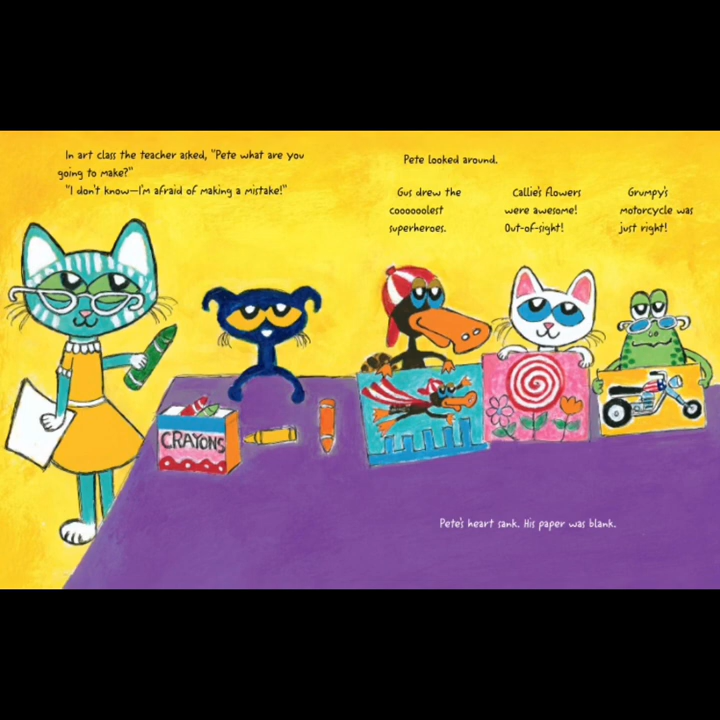 In art class the teacher asked, "Pete what are you
going to make?"
"I don't know—I'm afraid of making a mistake!"
Pete looked around.
Gus drew the
coooooolest
superheroes.
Callie's flowers
were awesome!
Out-of-sight!
Grumpy's
motorcycle was
just right!
CRAYONS
Pete's heart sank. His paper was blank.